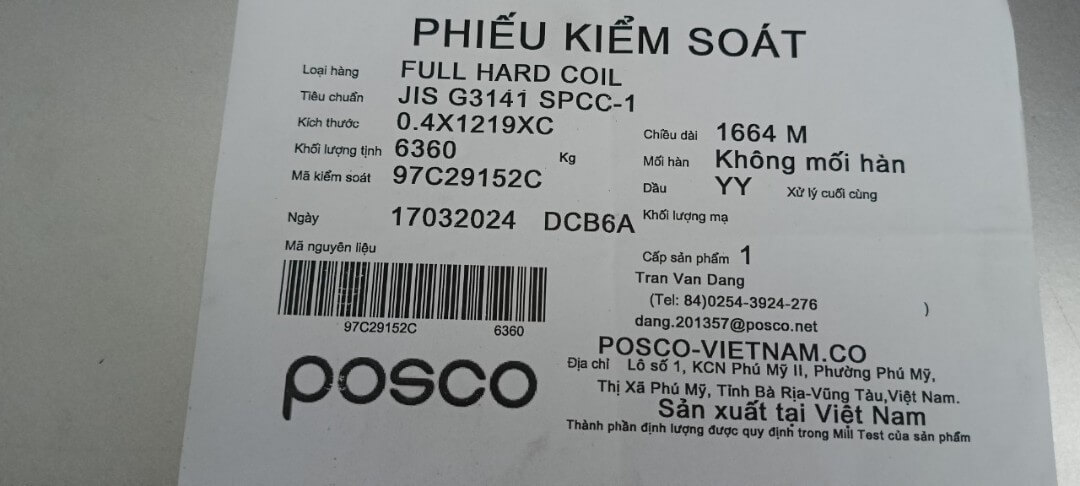 PHIẾU KIỂM SOÁT
Loại hàng FULL HARD COIL
Tiêu chuẩn JIS G3141 SPCC-1
Kích thước 0.4X1219XC Chiều dài 1664 M
Khối lượng tịnh 6360 Kg Mối hàn Không mối hàn
Mã kiểm soát 97C29152C Dầu YY Xử lý cuối cùng
Ngày 17032024 DCB6A Khối lượng mạ
Mã nguyên liệu Cấp sản phẩm 1
Tran Van Dang
(Tel: 84)0254-3924-276 )
dang.201357@posco.net
97C29152C 6360
posco
POSCO-VIETNAM.CO
Địa chỉ Lô số 1, KCN Phú Mỹ II, Phường Phú Mỹ,
Thị Xã Phú Mỹ, Tỉnh Bà Rịa-Vũng Tàu,Việt Nam.
Sản xuất tại Việt Nam
Thành phần định lượng được quy định trong Mill Test của sản phẩm